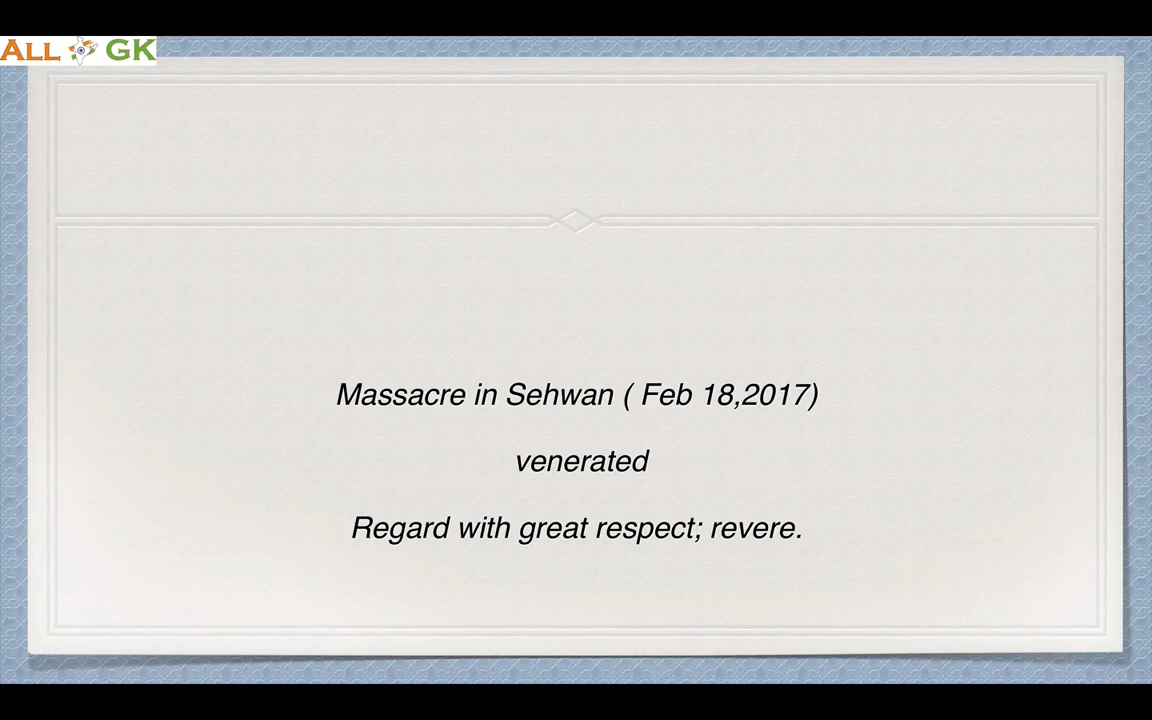 ALL GK
Massacre in Sehwan ( Feb 18,2017)
venerated
Regard with great respect; revere.